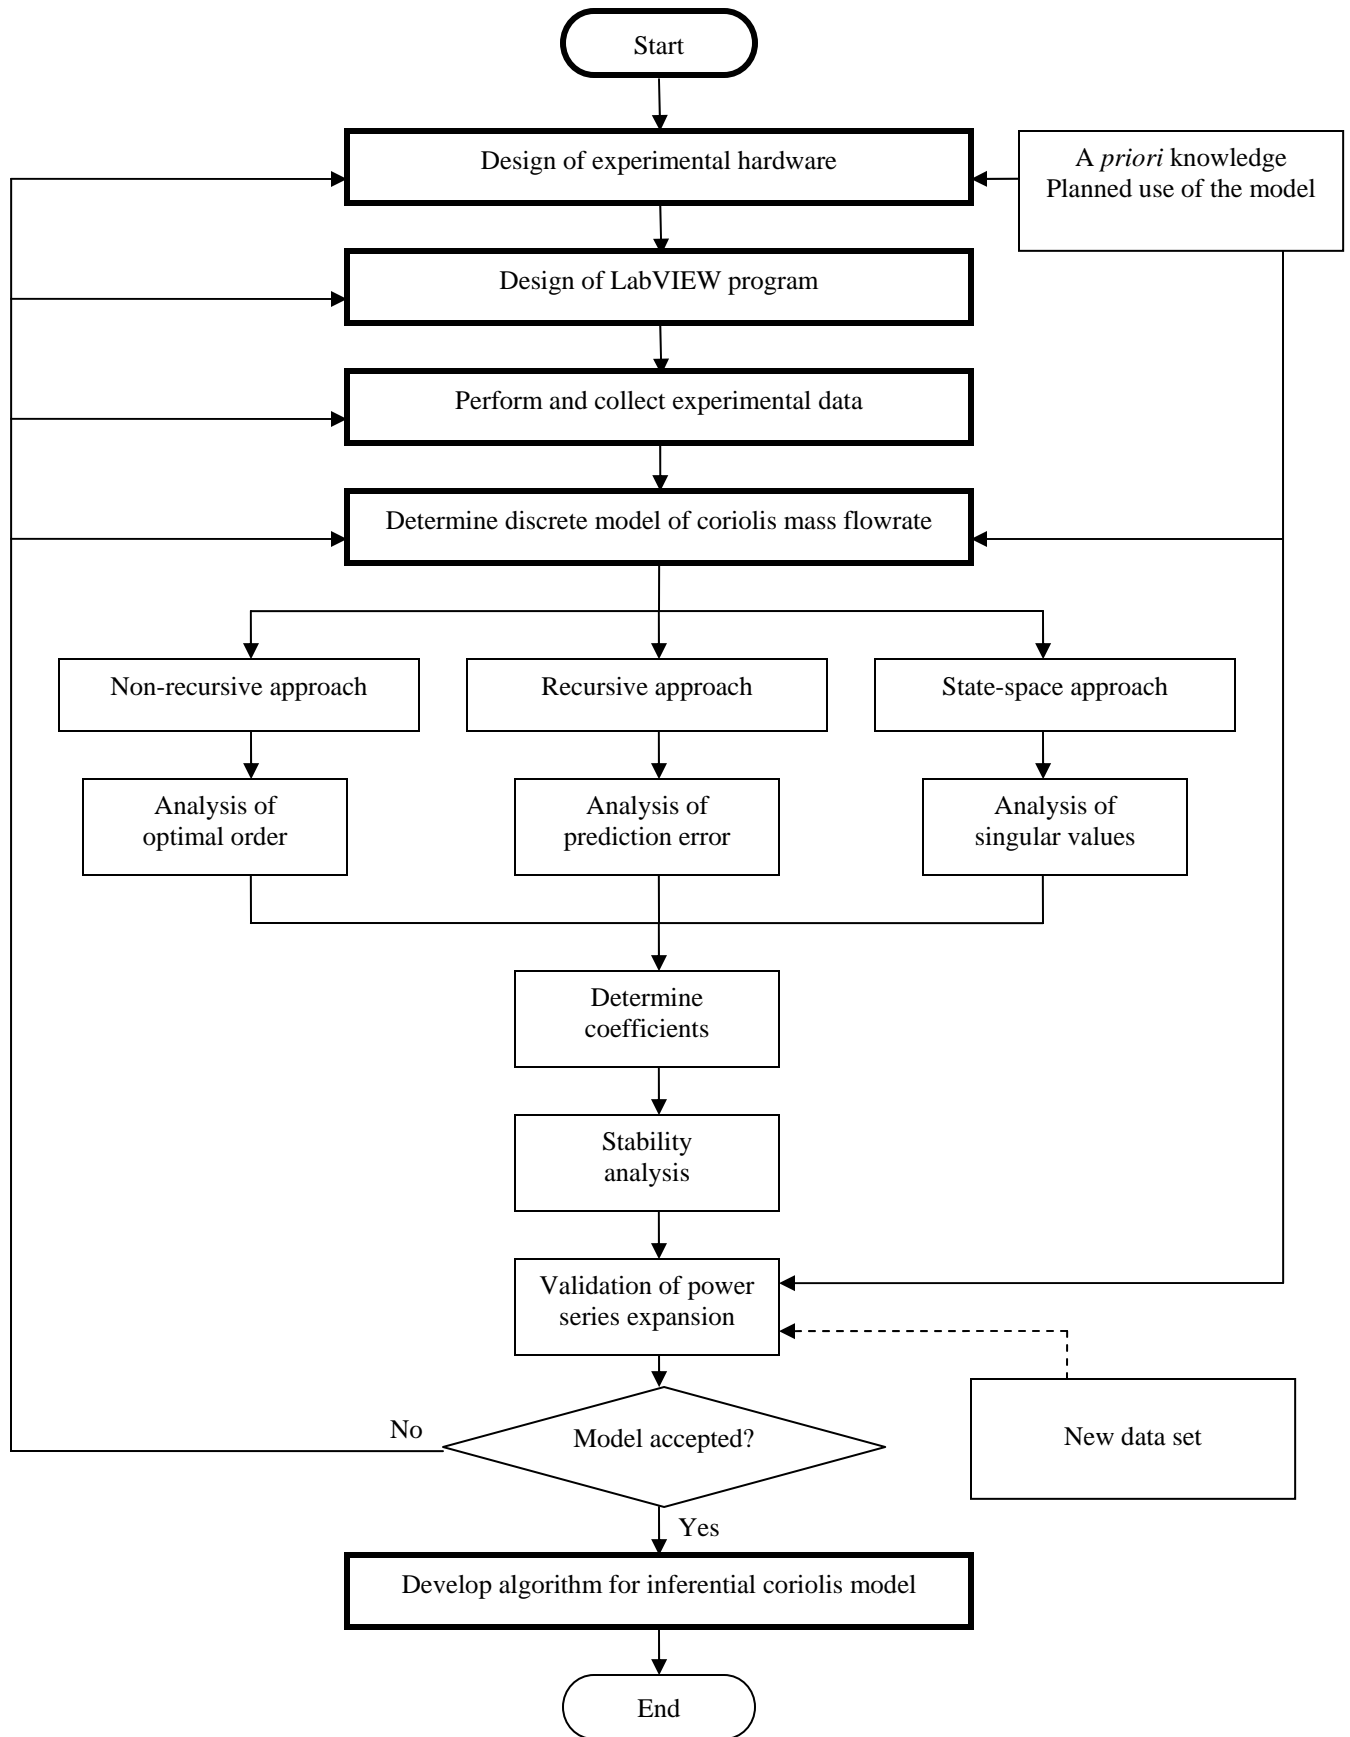 Start
Design of experimental hardware
A priori knowledge
Planned use of the model
Design of LabVIEW program
Perform and collect experimental data
Determine discrete model of coriolis mass flowrate
Non-recursive approach
Recursive approach
State-space approach
Analysis of
optimal order
Analysis of
prediction error
Analysis of
singular values
Determine
coefficients
Stability
analysis
Validation of power
series expansion
No
Model accepted?
New data set
Yes
Develop algorithm for inferential coriolis model
End